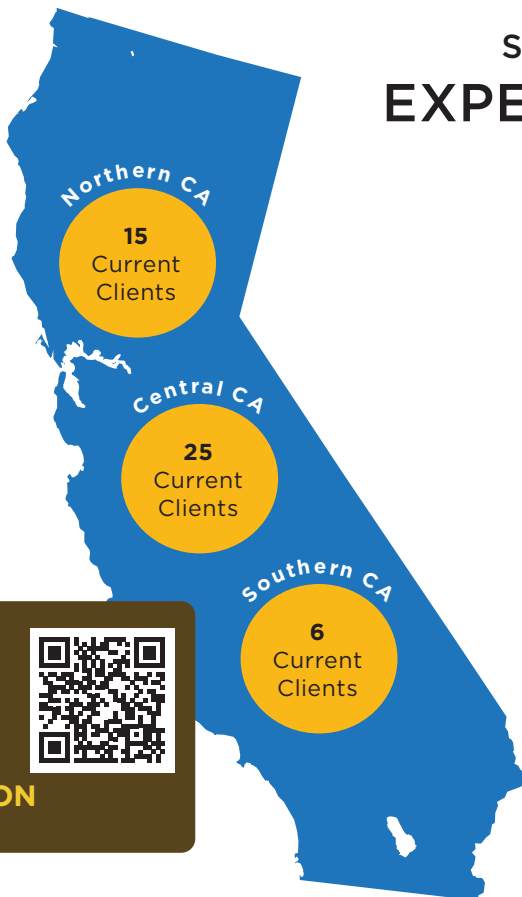 S
EXPE
Northern CA
15
Current
Clients
Central CA
25
Current
Clients
Southern CA
6
Current
Clients
ON